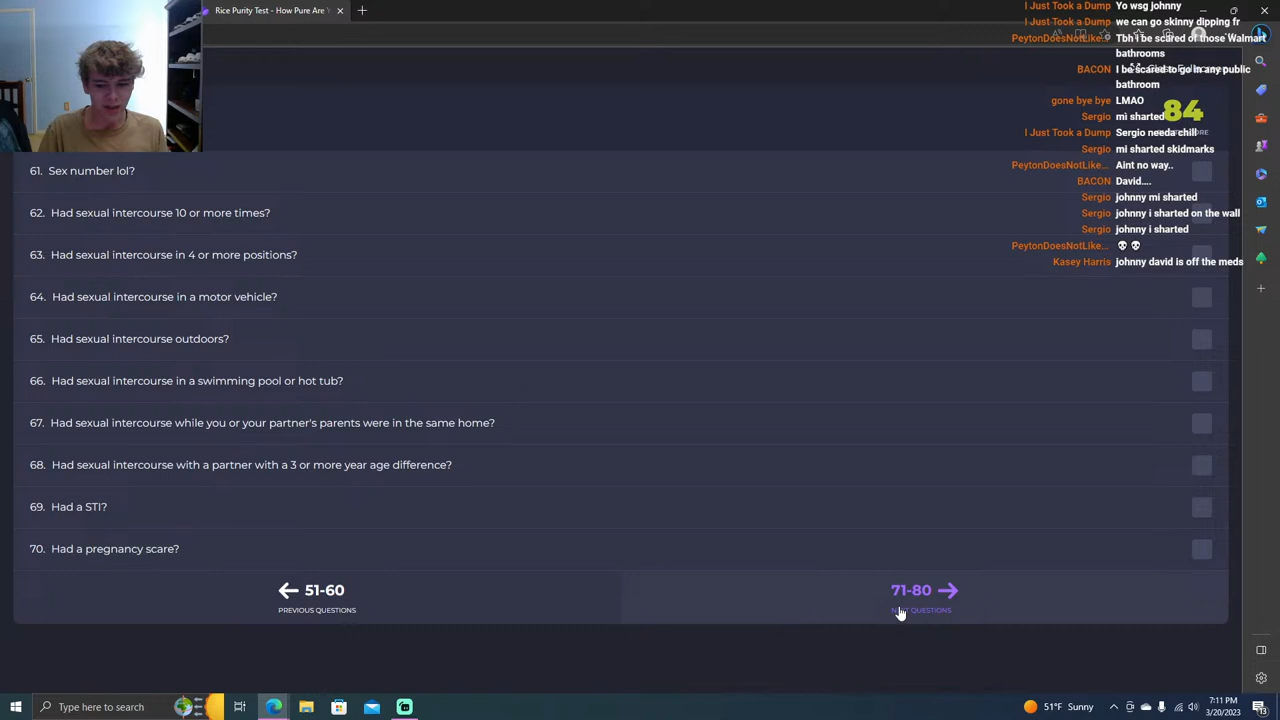 Rice Purity Test - How Pure Are Y
61. Sex number lol?
62. Had sexual intercourse 10 or more times?
63. Had sexual intercourse in 4 or more positions?
64. Had sexual intercourse in a motor vehicle?
65. Had sexual intercourse outdoors?
66. Had sexual intercourse in a swimming pool or hot tub?
67. Had sexual intercourse while you or your partner's parents were in the same home?
68. Had sexual intercourse with a partner with a 3 or more year age difference?
69. Had a STI?
70. Had a pregnancy scare?
51-60
PREVIOUS QUESTIONS
71-80
QUESTIONS
I Just Took a Dump Yo wsg johnny
I Just Took a Dump we can go skinny dipping fr
PeytonDoesNotLike... Tbh I be scared of those Walmart
bathrooms
BACON I be scared to go in any public
bathroom
gone bye bye LMAO
84
Sergio mi sharted
I Just Took a Dump Sergio needa chill
Sergio mi sharted skidmarks
PeytonDoesNotLike... Aint no way..
BACON David....
Sergio johnny mi sharted
Sergio johnny i sharted on the wall
Sergio johnny i sharted
PeytonDoesNotLike... 💀💀
Kasey Harris johnny david is off the meds
Type here to search
51°F Sunny
7:11 PM
3/20/2023